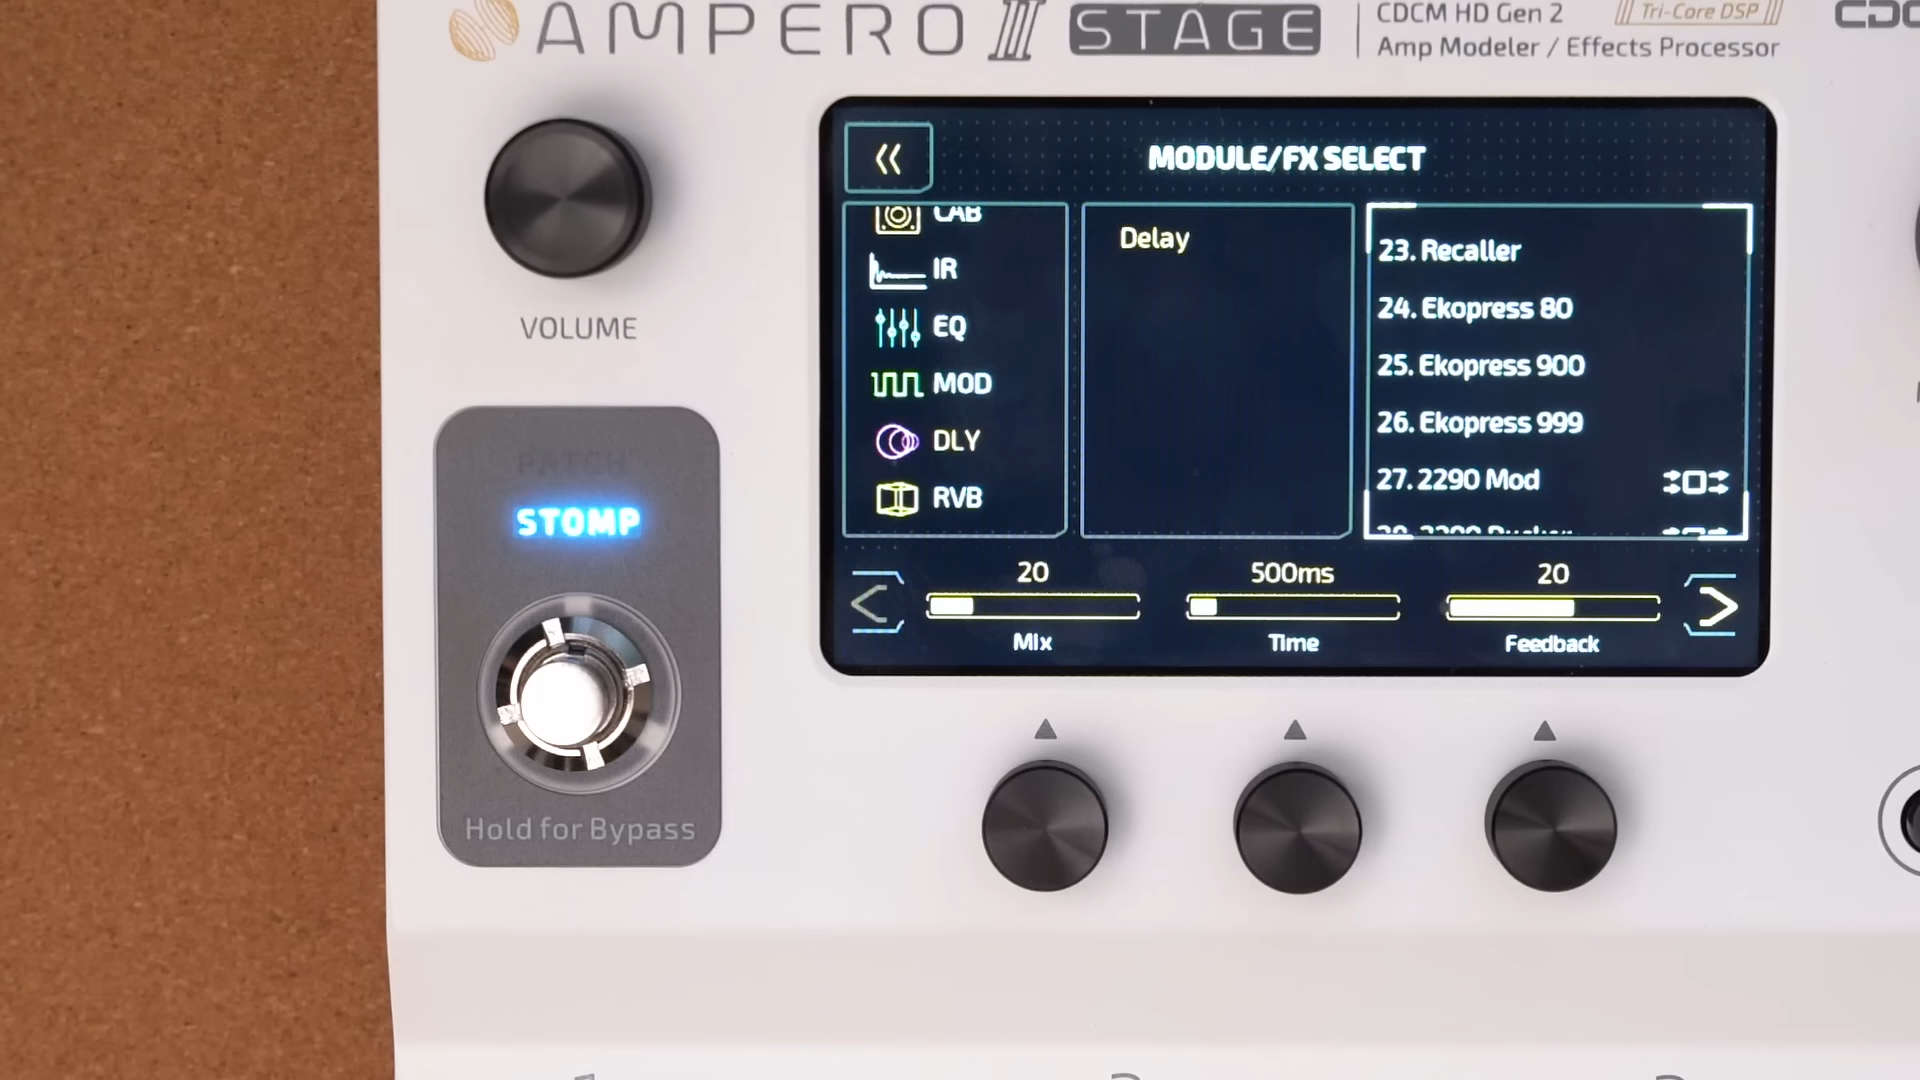 AMPERO II STAGE
CDCM HD Gen 2
Tri-Core DSP
Amp Modeler / Effects Processor
VOLUME
PATCH
STOMP
Hold for Bypass
MODULE/FX SELECT
CAB
IR
EQ
MOD
DLY
RVB
Delay
23. Recaller
24. Ekopress 80
25. Ekopress 900
26. Ekopress 999
27. 2290 Mod
20
500ms
20
Mix
Time
Feedback